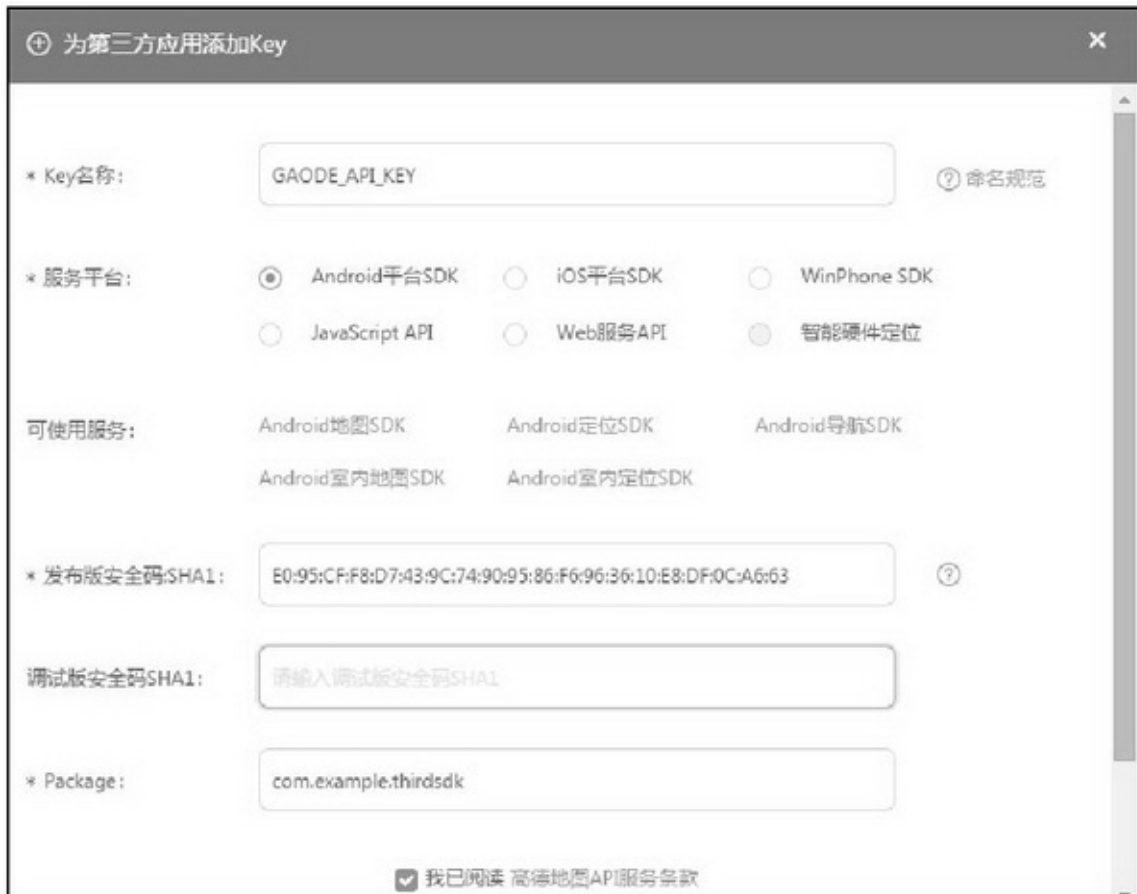 为第三方应用添加Key
* Key名称： GAODE_API_KEY 命名规范
* 服务平台： Android平台SDK iOS平台SDK WinPhone SDK
JavaScript API Web服务API 智能硬件定位
可使用服务： Android地图SDK Android定位SDK Android导航SDK
Android室内地图SDK Android室内定位SDK
* 发布版安全码SHA1： E0:95:CF:F8:D7:43:9C:74:90:95:86:F6:96:36:10:E8:DF:0C:A6:63
调试版安全码SHA1： 请输入调试版安全码SHA1
* Package： com.example.thirdsdk
我已阅读 高德地图API服务条款